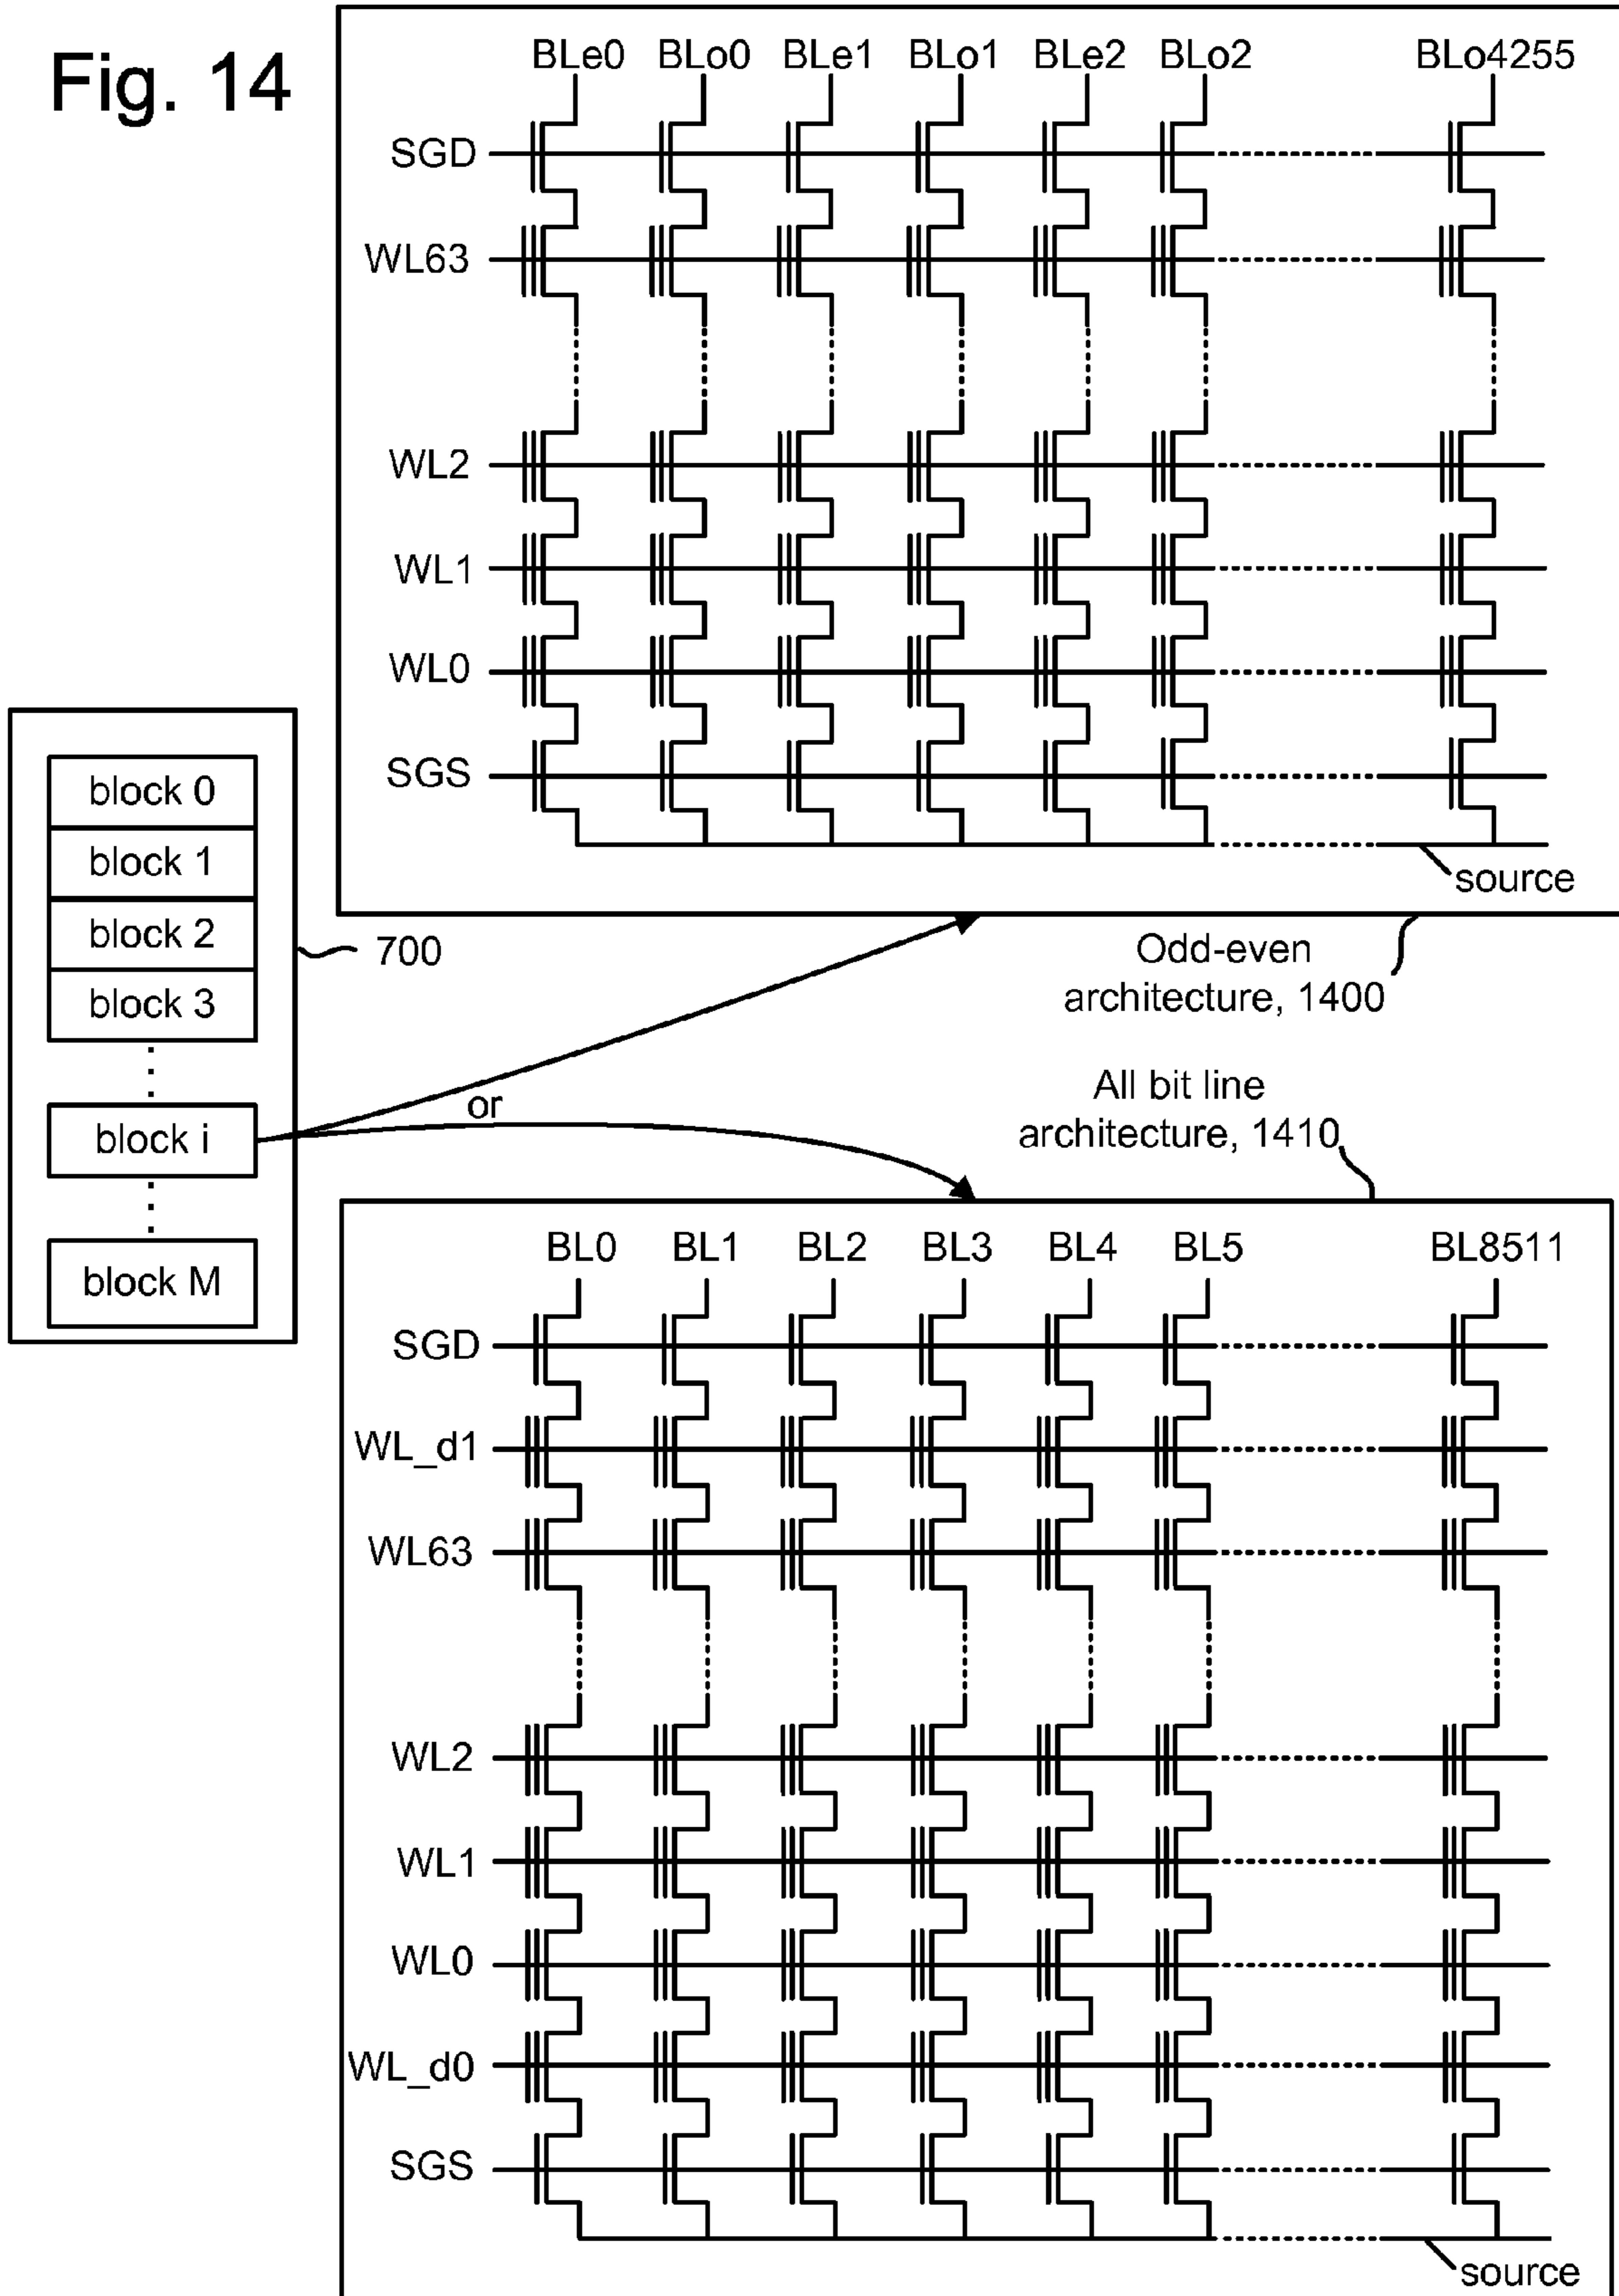 Fig. 14
BLe0 BLo0 BLe1 BLo1 BLe2 BLo2 BLo4255
SGD
WL63
WL2
WL1
WL0
SGS
source
block 0
block 1
block 2
block 3
block i
block M
700
or
Odd-even
architecture, 1400
All bit line
architecture, 1410
BL0 BL1 BL2 BL3 BL4 BL5 BL8511
SGD
WL_d1
WL63
WL2
WL1
WL0
WL_d0
SGS
source